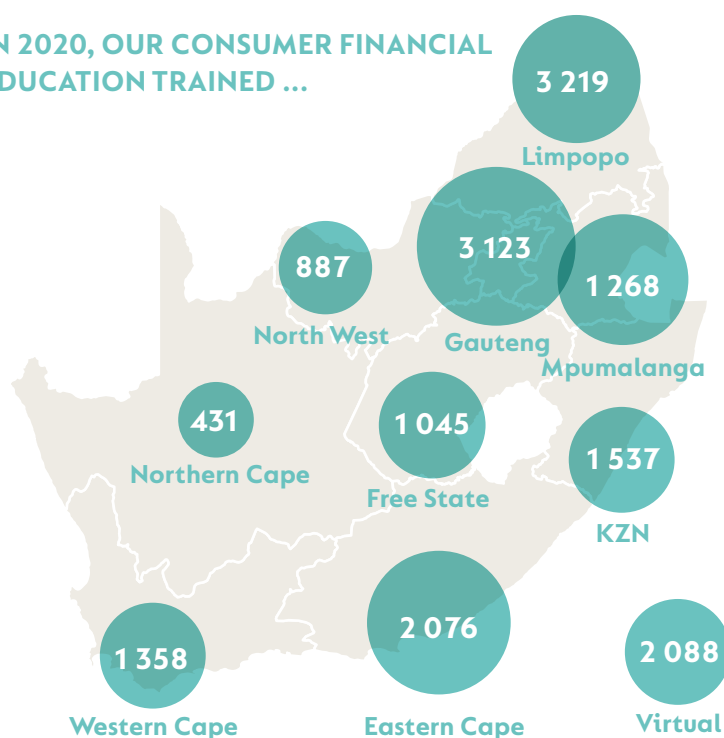 N 2020, OUR CONSUMER FINANCIAL
DUCATION TRAINED ...
3 219
Limpopo
3 123
Gauteng
887
North West
1 268
Mpumalanga
431
Northern Cape
1 045
Free State
1 537
KZN
2 076
Eastern Cape
1 358
Western Cape
2 088
Virtual